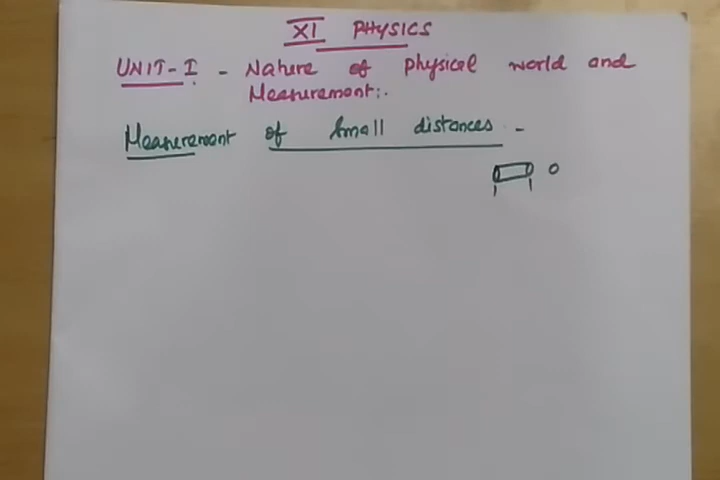 XI PHYSICS
UNIT-I - Nature of physical world and
Measurement:.
Measurement of Small distances -